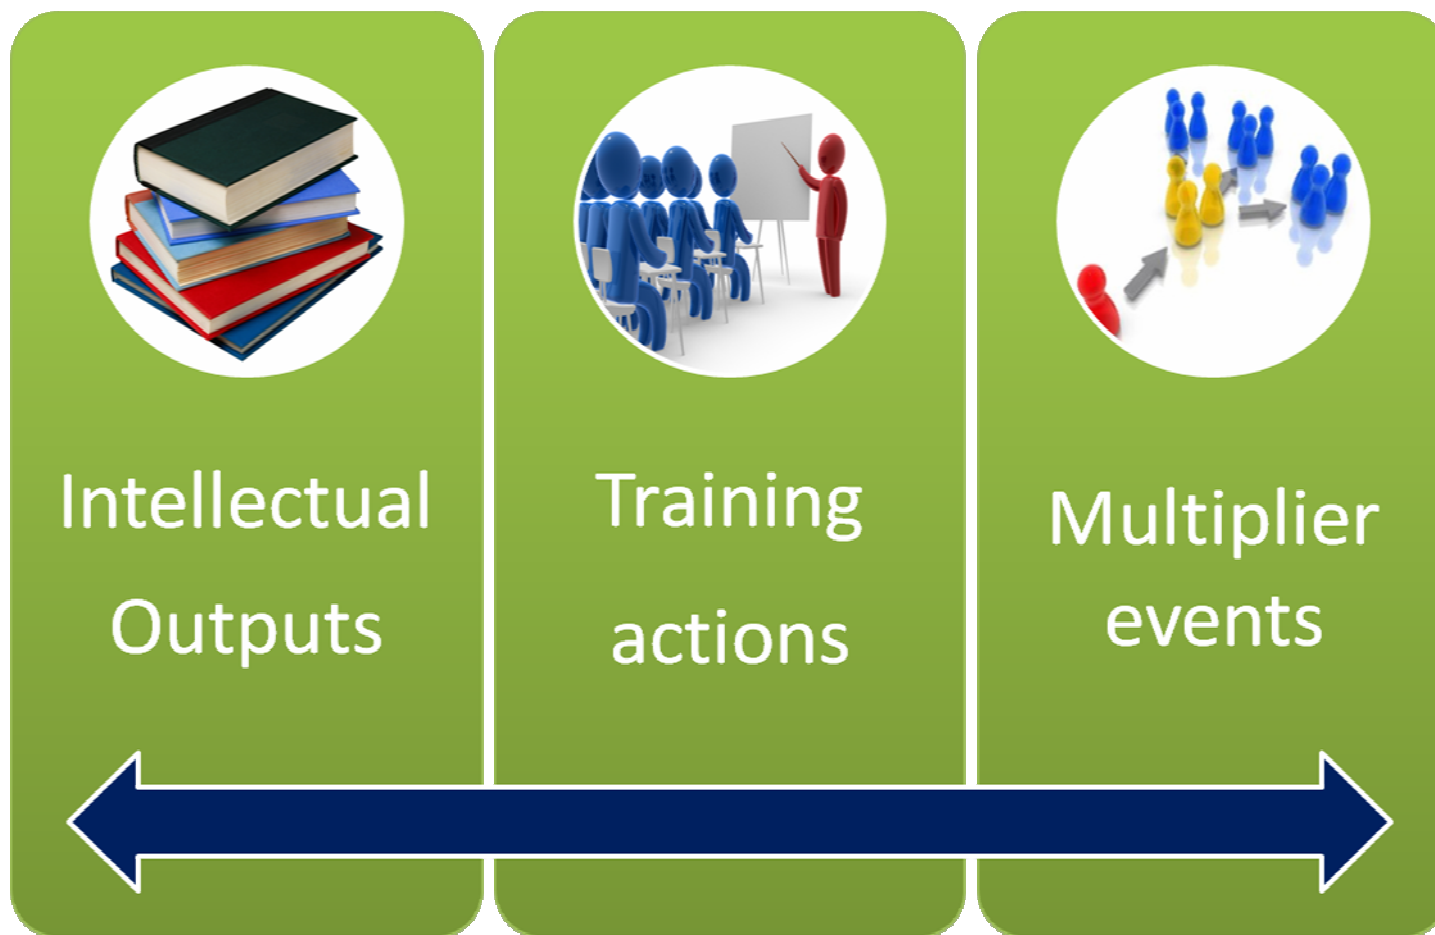 Intellectual
Outputs
Training
actions
Multiplier
events